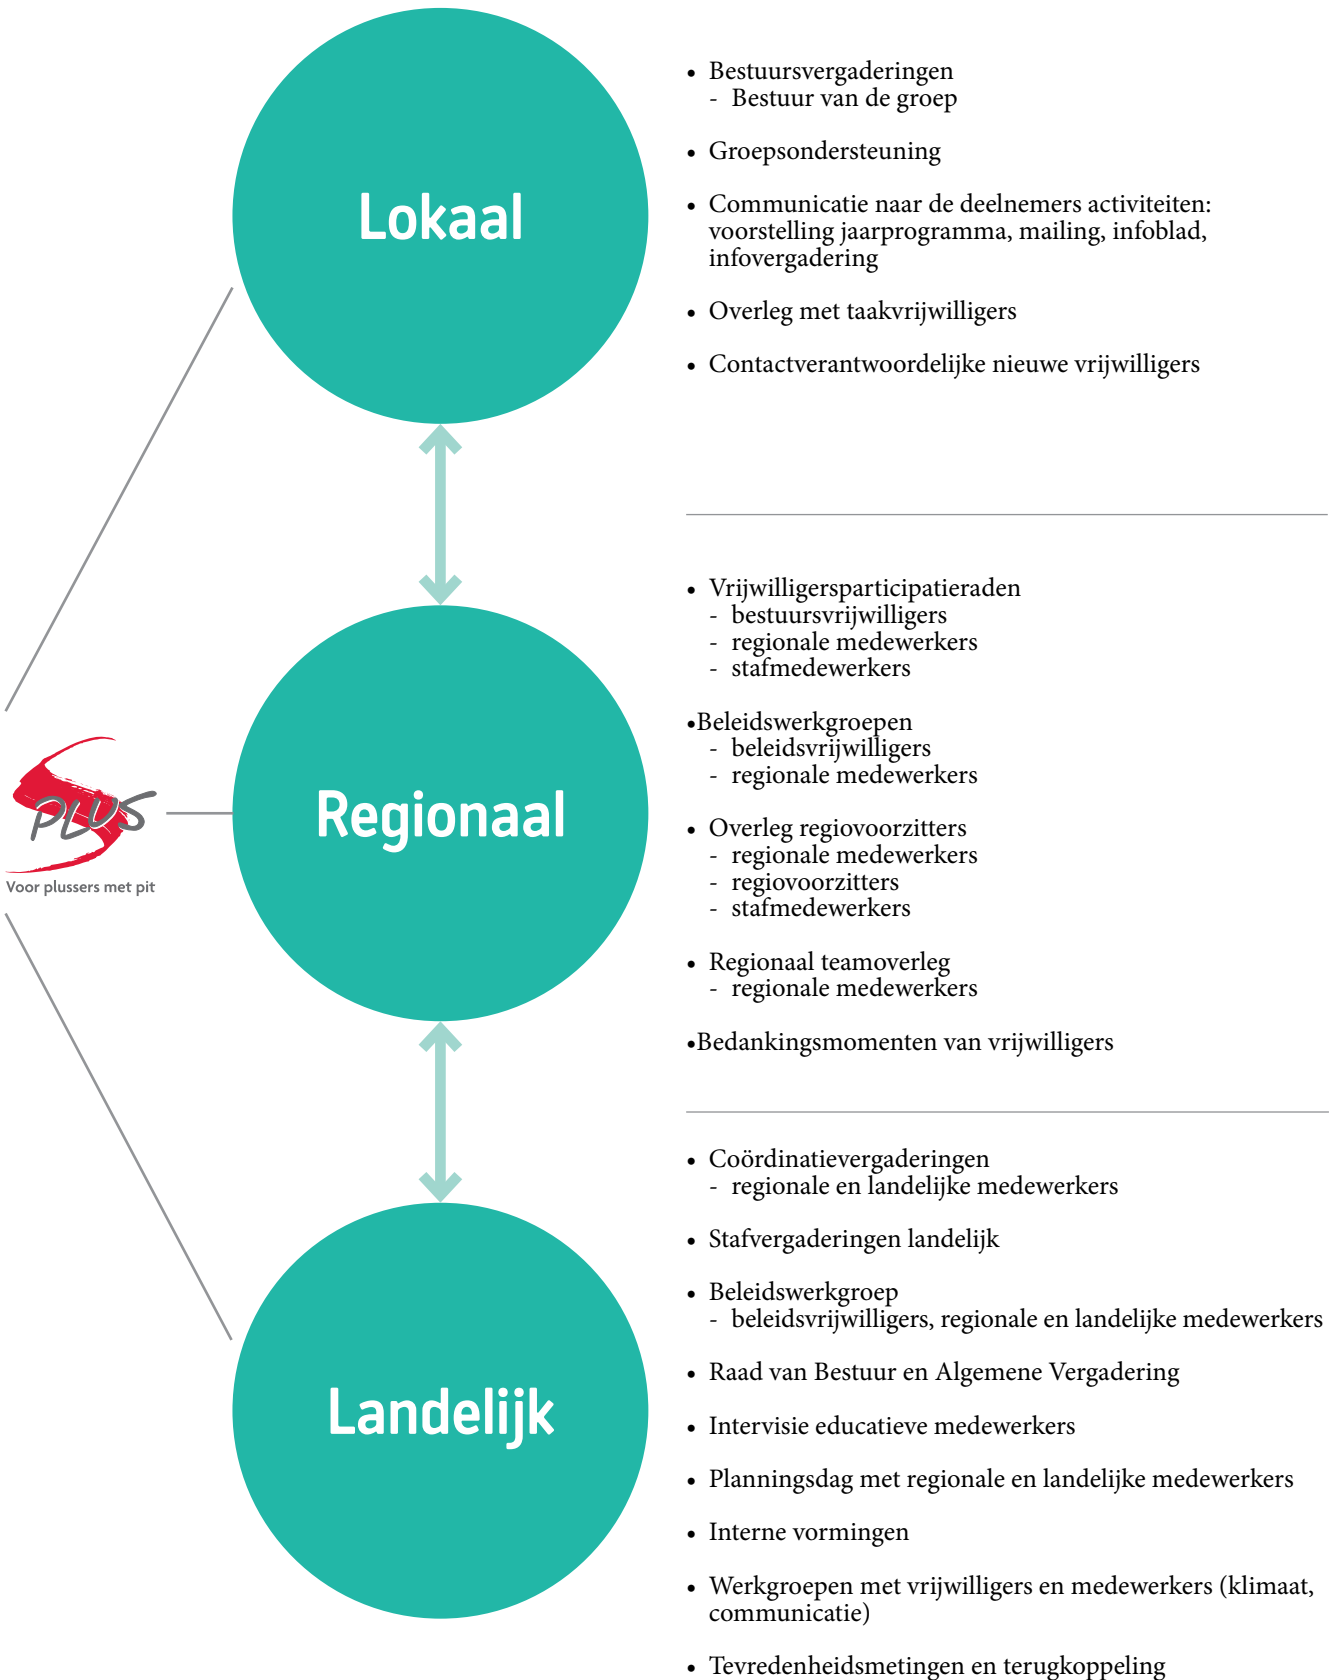 Lokaal
• Bestuursvergaderingen
- Bestuur van de groep
• Groepsondersteuning
• Communicatie naar de deelnemers activiteiten:
voorstelling jaarprogramma, mailing, infoblad,
infovergadering
• Overleg met taakvrijwilligers
• Contactverantwoordelijke nieuwe vrijwilligers
PLUS
Voor plussers met pit
Regionaal
• Vrijwilligersparticipatieraden
- bestuursvrijwilligers
- regionale medewerkers
- stafmedewerkers
•Beleidswerkgroepen
- beleidsvrijwilligers
- regionale medewerkers
• Overleg regiovoorzitters
- regionale medewerkers
- regiovoorzitters
- stafmedewerkers
• Regionaal teamoverleg
- regionale medewerkers
•Bedankingsmomenten van vrijwilligers
Landelijk
• Coördinatievergaderingen
- regionale en landelijke medewerkers
• Stafvergaderingen landelijk
• Beleidswerkgroep
- beleidsvrijwilligers, regionale en landelijke medewerkers
• Raad van Bestuur en Algemene Vergadering
• Intervisie educatieve medewerkers
• Planningsdag met regionale en landelijke medewerkers
• Interne vormingen
• Werkgroepen met vrijwilligers en medewerkers (klimaat,
communicatie)
• Tevredenheidsmetingen en terugkoppeling